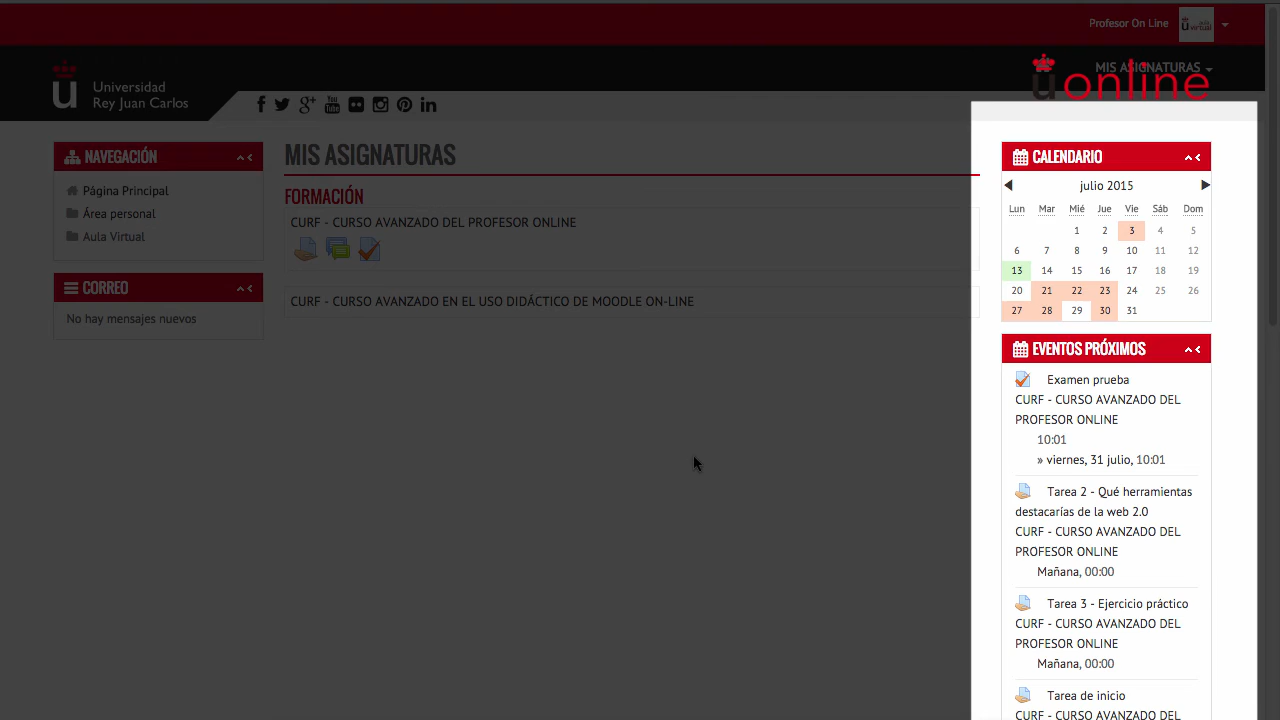 Profesor On Line
MIS ASIGNATURAS
u online
Universidad
Rey Juan Carlos
NAVEGACIÓN
Página Principal
Área personal
Aula Virtual
CORREO
No hay mensajes nuevos
MIS ASIGNATURAS
FORMACIÓN
CURF - CURSO AVANZADO DEL PROFESOR ONLINE
CURF - CURSO AVANZADO EN EL USO DIDÁCTICO DE MOODLE ON-LINE
CALENDARIO
julio 2015
Lun Mar Mié Jue Vie Sáb Dom
1 2 3 4 5
6 7 8 9 10 11 12
13 14 15 16 17 18 19
20 21 22 23 24 25 26
27 28 29 30 31
EVENTOS PRÓXIMOS
Examen prueba
CURF - CURSO AVANZADO DEL
PROFESOR ONLINE
10:01
» viernes, 31 julio, 10:01
Tarea 2 - Qué herramientas
destacarías de la web 2.0
CURF - CURSO AVANZADO DEL
PROFESOR ONLINE
Mañana, 00:00
Tarea 3 - Ejercicio práctico
CURF - CURSO AVANZADO DEL
PROFESOR ONLINE
Mañana, 00:00
Tarea de inicio
CURF - CURSO AVANZADO DEL